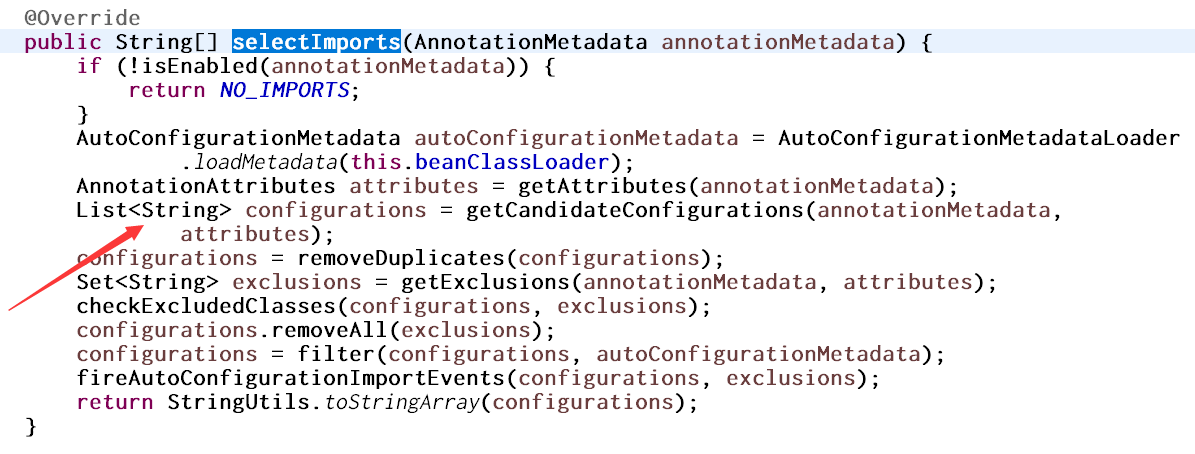 @Override
public String[] selectImports(AnnotationMetadata annotationMetadata) {
if (!isEnabled(annotationMetadata)) {
return NO_IMPORTS;
}
AutoConfigurationMetadata autoConfigurationMetadata = AutoConfigurationMetadataLoader
.loadMetadata(this.beanClassLoader);
AnnotationAttributes attributes = getAttributes(annotationMetadata);
List<String> configurations = getCandidateConfigurations(annotationMetadata,
attributes);
configurations = removeDuplicates(configurations);
Set<String> exclusions = getExclusions(annotationMetadata, attributes);
checkExcludedClasses(configurations, exclusions);
configurations.removeAll(exclusions);
configurations = filter(configurations, autoConfigurationMetadata);
fireAutoConfigurationImportEvents(configurations, exclusions);
return StringUtils.toStringArray(configurations);
}